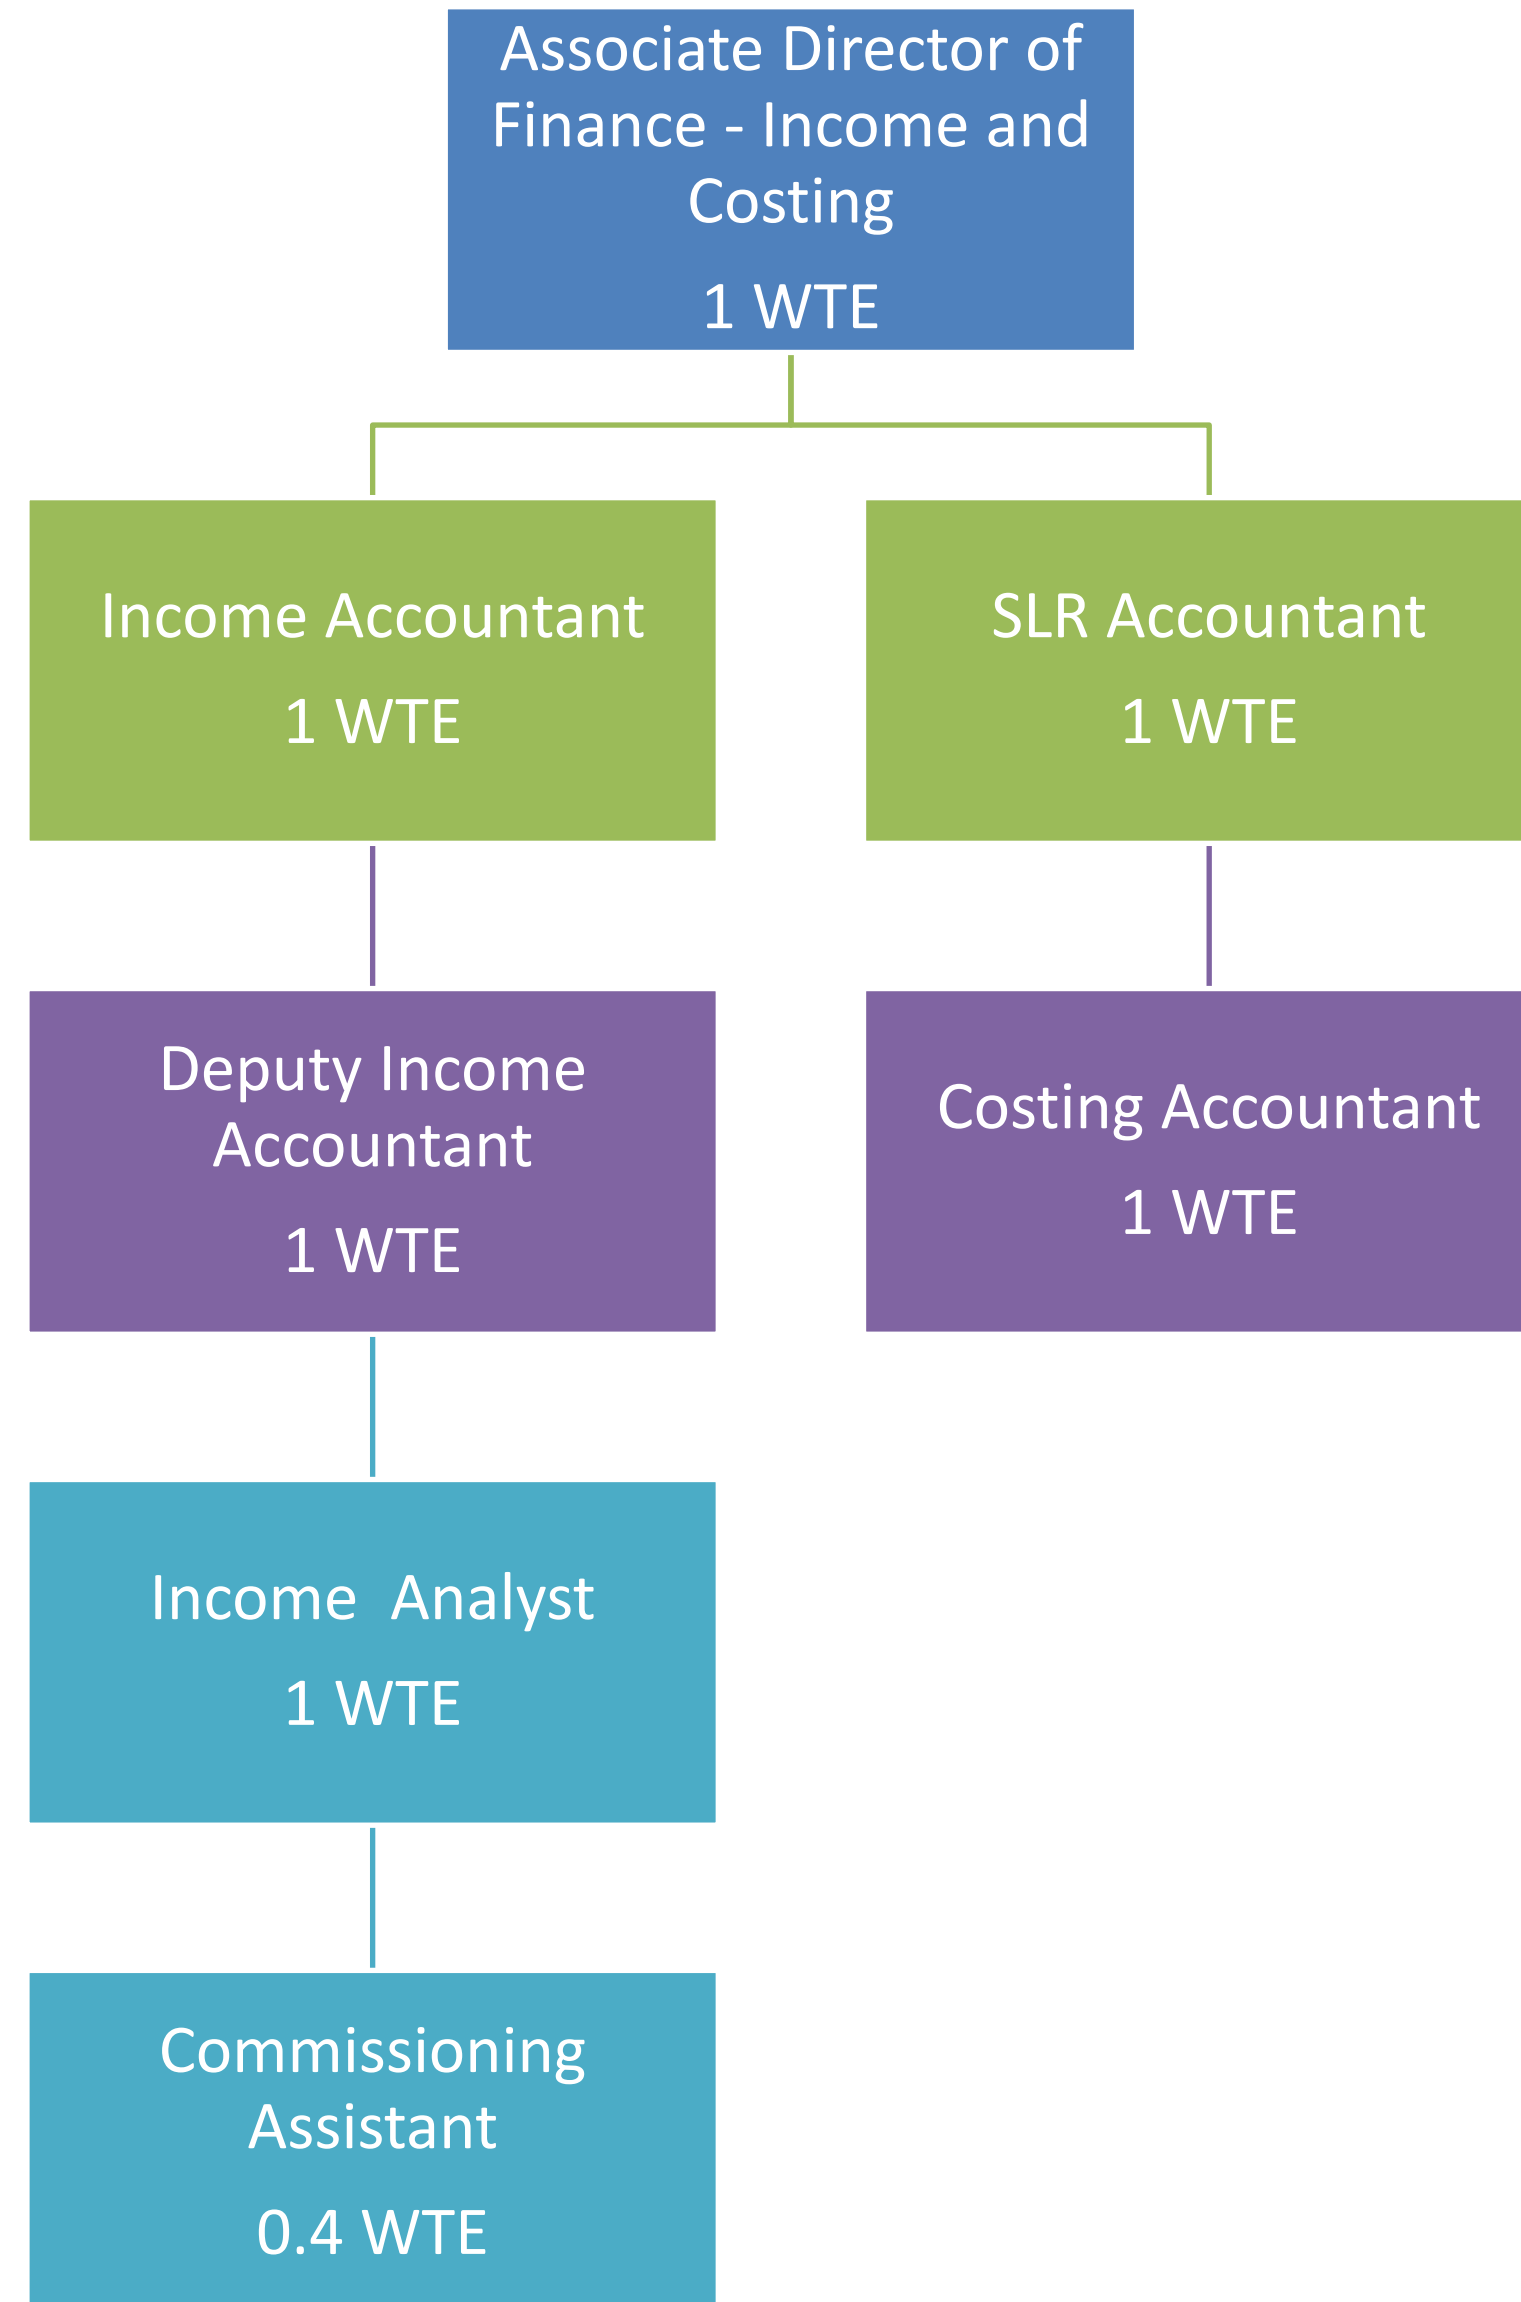 Associate Director of
Finance - Income and
Costing
1 WTE
Income Accountant
1 WTE
SLR Accountant
1 WTE
Deputy Income
Accountant
1 WTE
Costing Accountant
1 WTE
Income  Analyst
1 WTE
Commissioning
Assistant
0.4 WTE